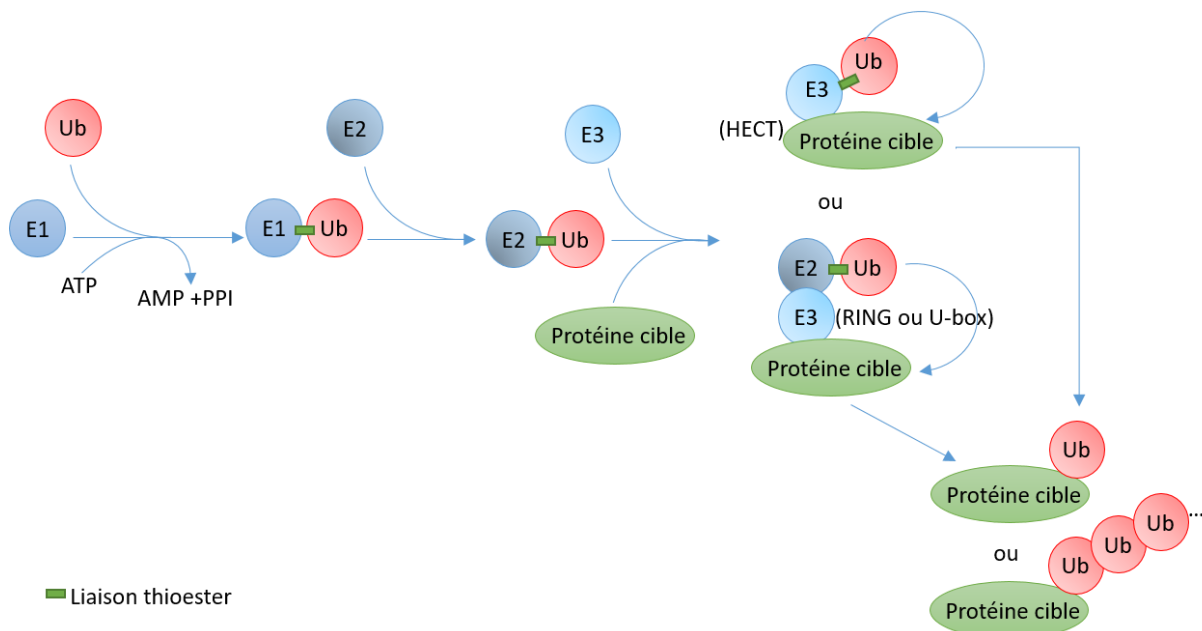 Ub
E1
ATP
AMP +PPI
E1
Ub
E2
E2
Ub
E3
Protéine cible
E3
Ub
(HECT)
Protéine cible
ou
E2
Ub
E3
(RING ou U-box)
Protéine cible
Ub
Protéine cible
ou
Ub
Ub
Ub
...
Protéine cible
Liaison thioester